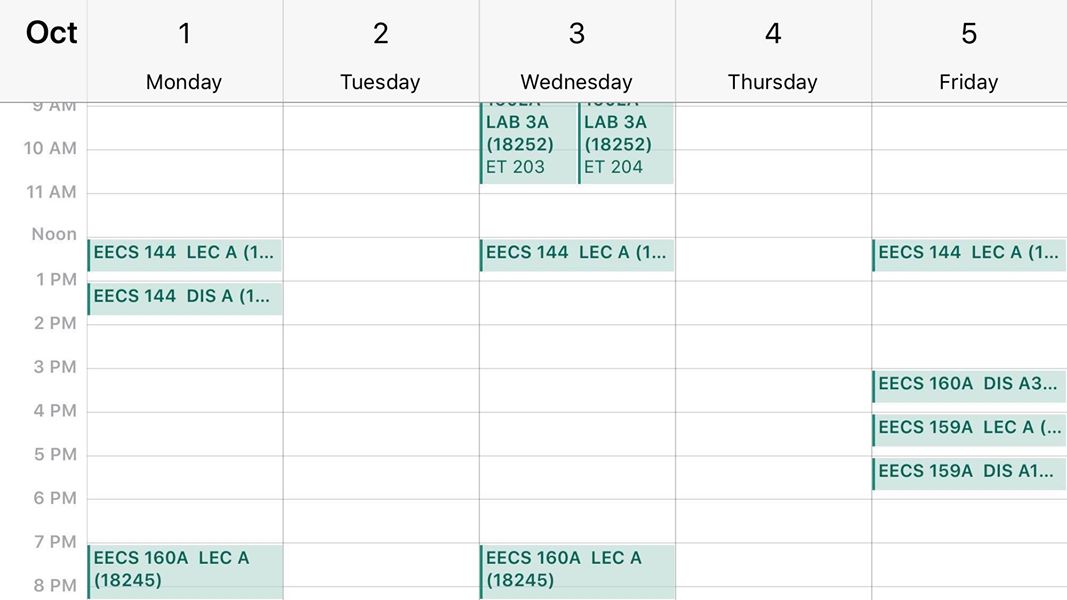 Oct
1
2
3
4
5
Monday
Tuesday
Wednesday
Thursday
Friday
9 AM
LAB 3A
LAB 3A
10 AM
(18252)
(18252)
ET 203
ET 204
11 AM
Noon
EECS 144 LEC A (1...
EECS 144 LEC A (1...
EECS 144 LEC A (1...
1 PM
EECS 144 DIS A (1...
2 PM
3 PM
EECS 160A DIS A3...
4 PM
EECS 159A LEC A (...
5 PM
EECS 159A DIS A1...
6 PM
7 PM
EECS 160A LEC A
EECS 160A LEC A
(18245)
(18245)
8 PM